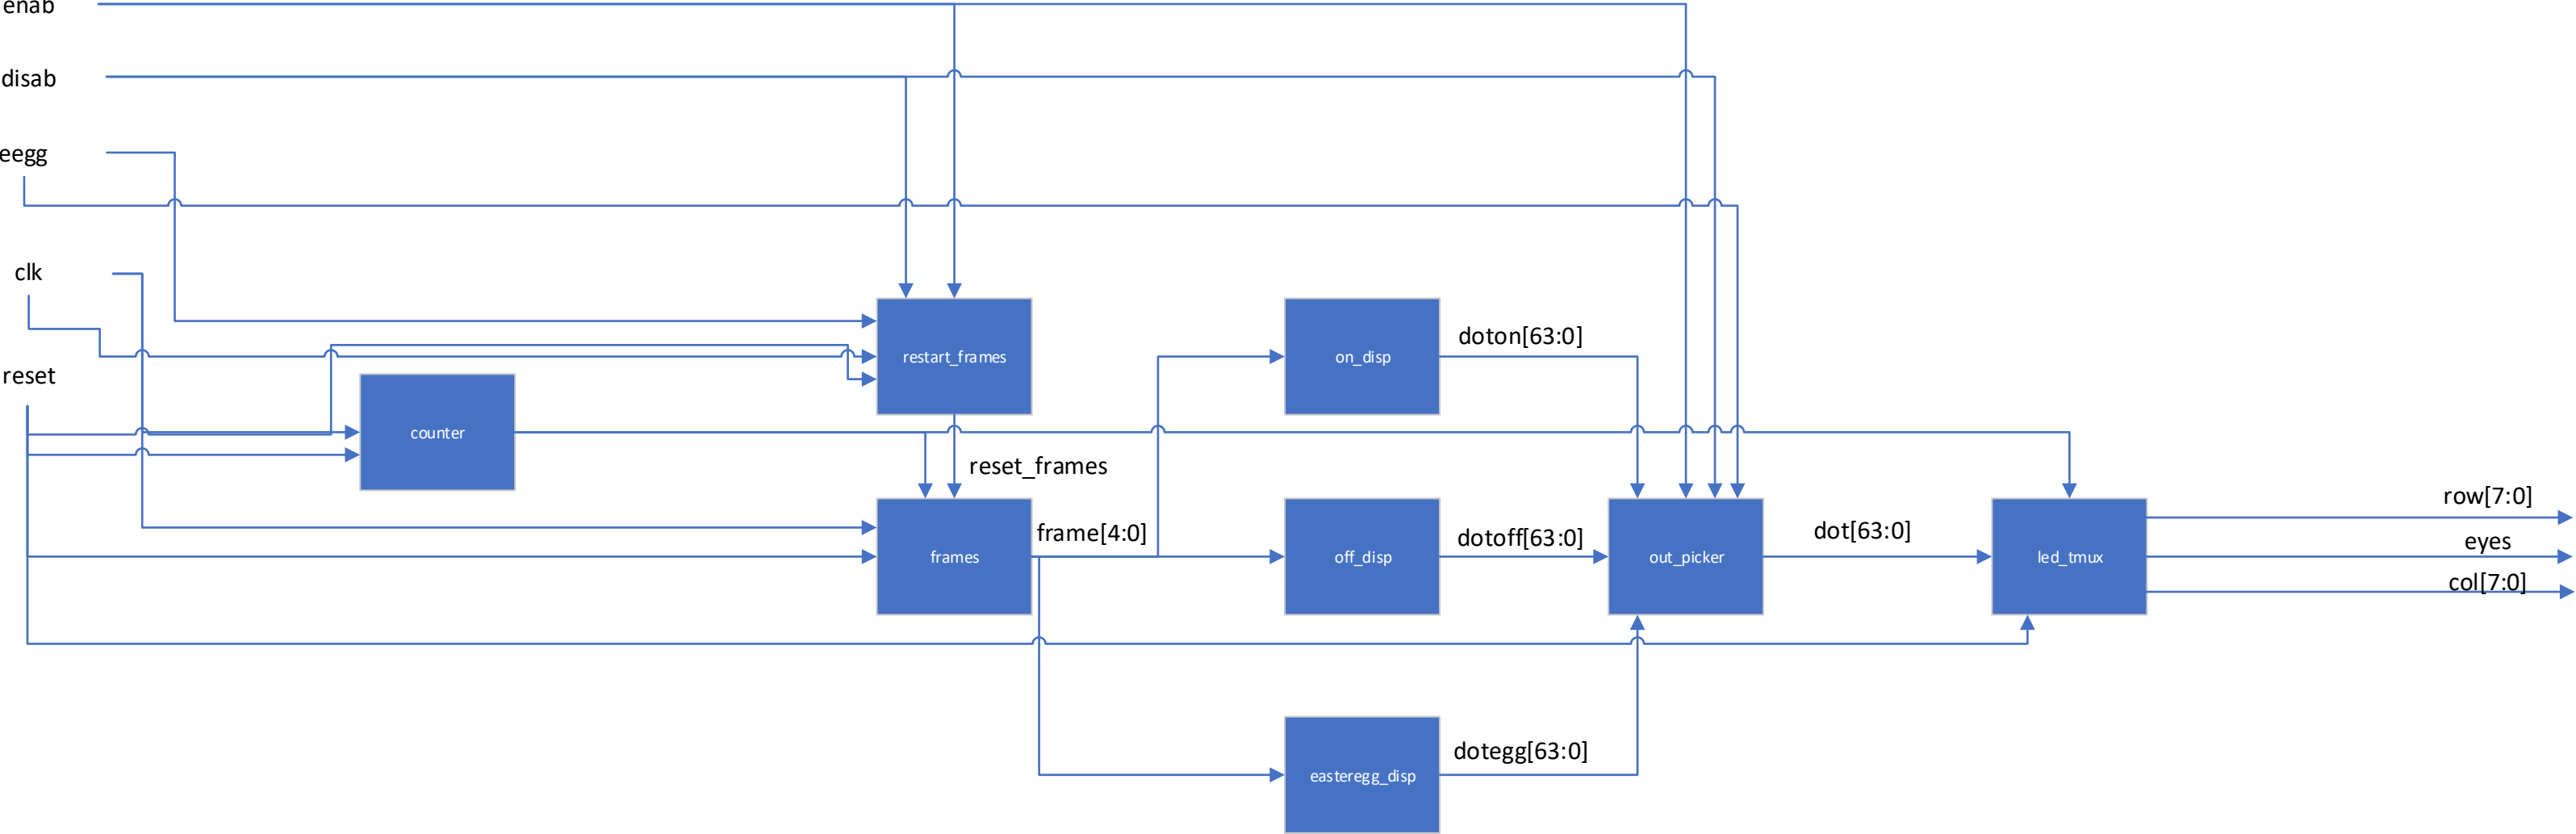 enab
disab
eegg
clk
reset
restart_frames
on_disp
doton[63:0]
counter
reset_frames
frames
frame[4:0]
off_disp
dotoff[63:0]
out_picker
dot[63:0]
led_tmux
row[7:0]
eyes
col[7:0]
easteregg_disp
dotegg[63:0]